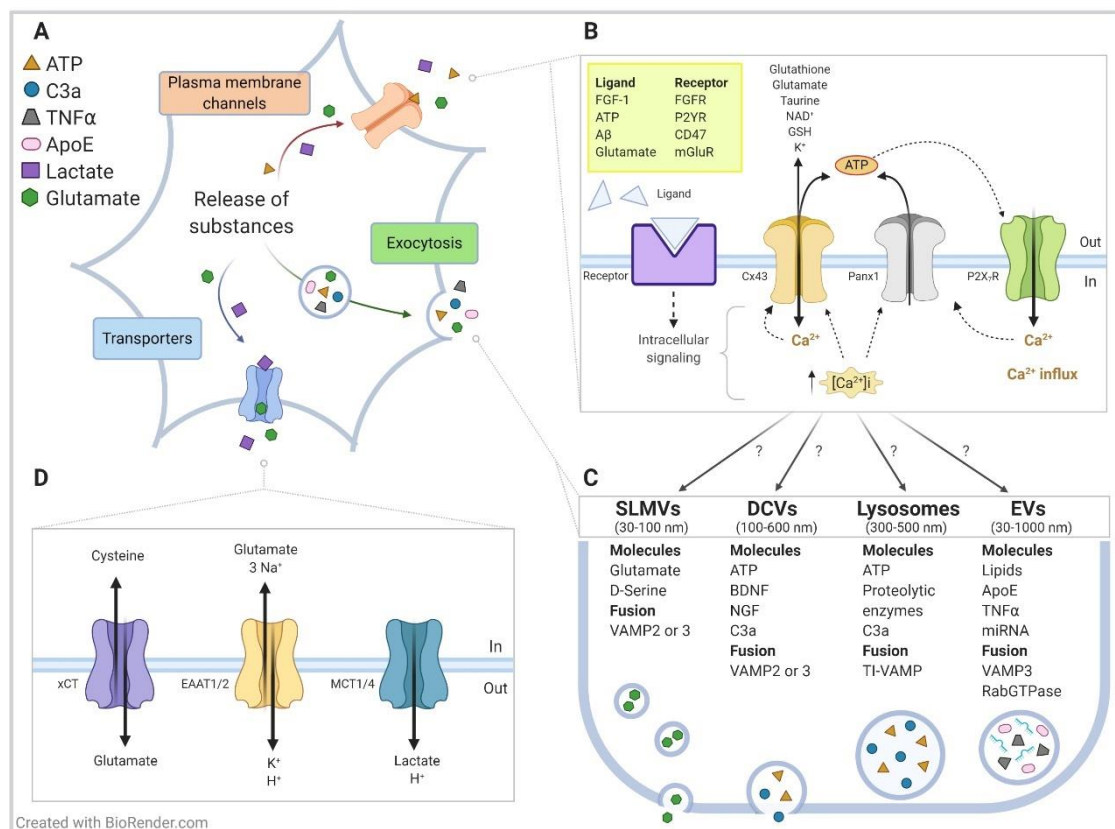 A
ATP
C3a
TNFα
ApoE
Lactate
Glutamate
Plasma membrane
channels
Release of
substances
Exocytosis
Transporters
B
Ligand Receptor
FGF-1 FGFR
ATP P2YR
Aβ CD47
Glutamate mGluR
Ligand
Glutathione
Glutamate
Taurine
NAD⁺
GSH
K⁺
ATP
Receptor
Cx43
Panx1
P2X₇R
Out
In
Intracellular
signaling
Ca²⁺
[Ca²⁺]i
Ca²⁺
Ca²⁺ influx
? ? ? ?
C
SLMVs
(30-100 nm)
Molecules
Glutamate
D-Serine
Fusion
VAMP2 or 3
DCVs
(100-600 nm)
Molecules
ATP
BDNF
NGF
C3a
Fusion
VAMP2 or 3
Lysosomes
(300-500 nm)
Molecules
ATP
Proteolytic
enzymes
C3a
Fusion
TI-VAMP
EVs
(30-1000 nm)
Molecules
Lipids
ApoE
TNFα
miRNA
Fusion
VAMP3
RabGTPase
D
Cysteine
xCT
Glutamate
Glutamate
3 Na⁺
EAAT1/2
K⁺
H⁺
MCT1/4
Lactate
H⁺
In
Out
Created with BioRender.com